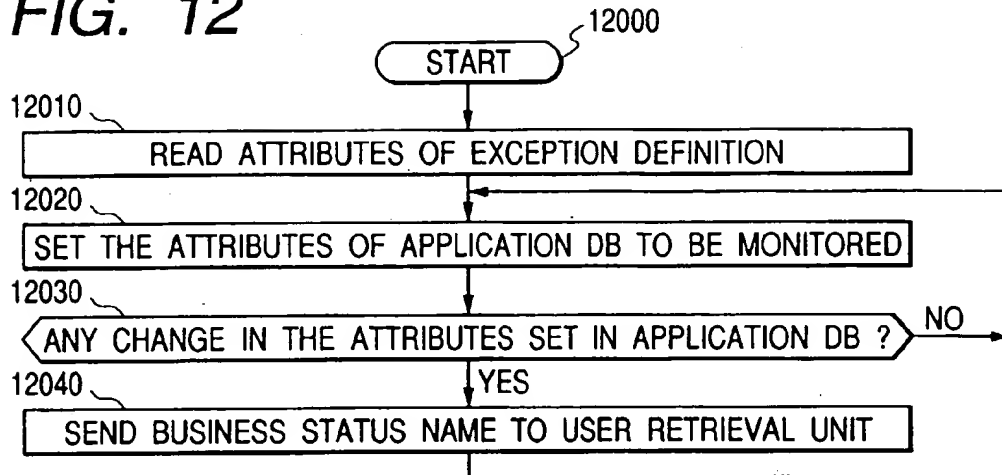 FIG. 12
12000
START
12010
READ ATTRIBUTES OF EXCEPTION DEFINITION
12020
SET THE ATTRIBUTES OF APPLICATION DB TO BE MONITORED
12030
ANY CHANGE IN THE ATTRIBUTES SET IN APPLICATION DB ?
NO
YES
12040
SEND BUSINESS STATUS NAME TO USER RETRIEVAL UNIT